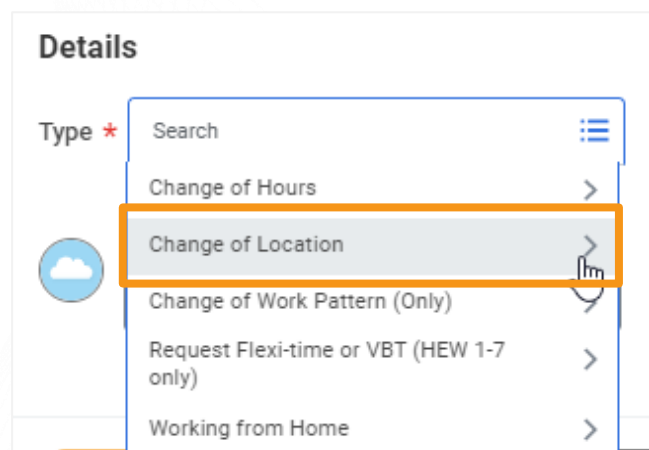 Details
Type * Search
Change of Hours
Change of Location
Change of Work Pattern (Only)
Request Flexi-time or VBT (HEW 1-7
only)
Working from Home